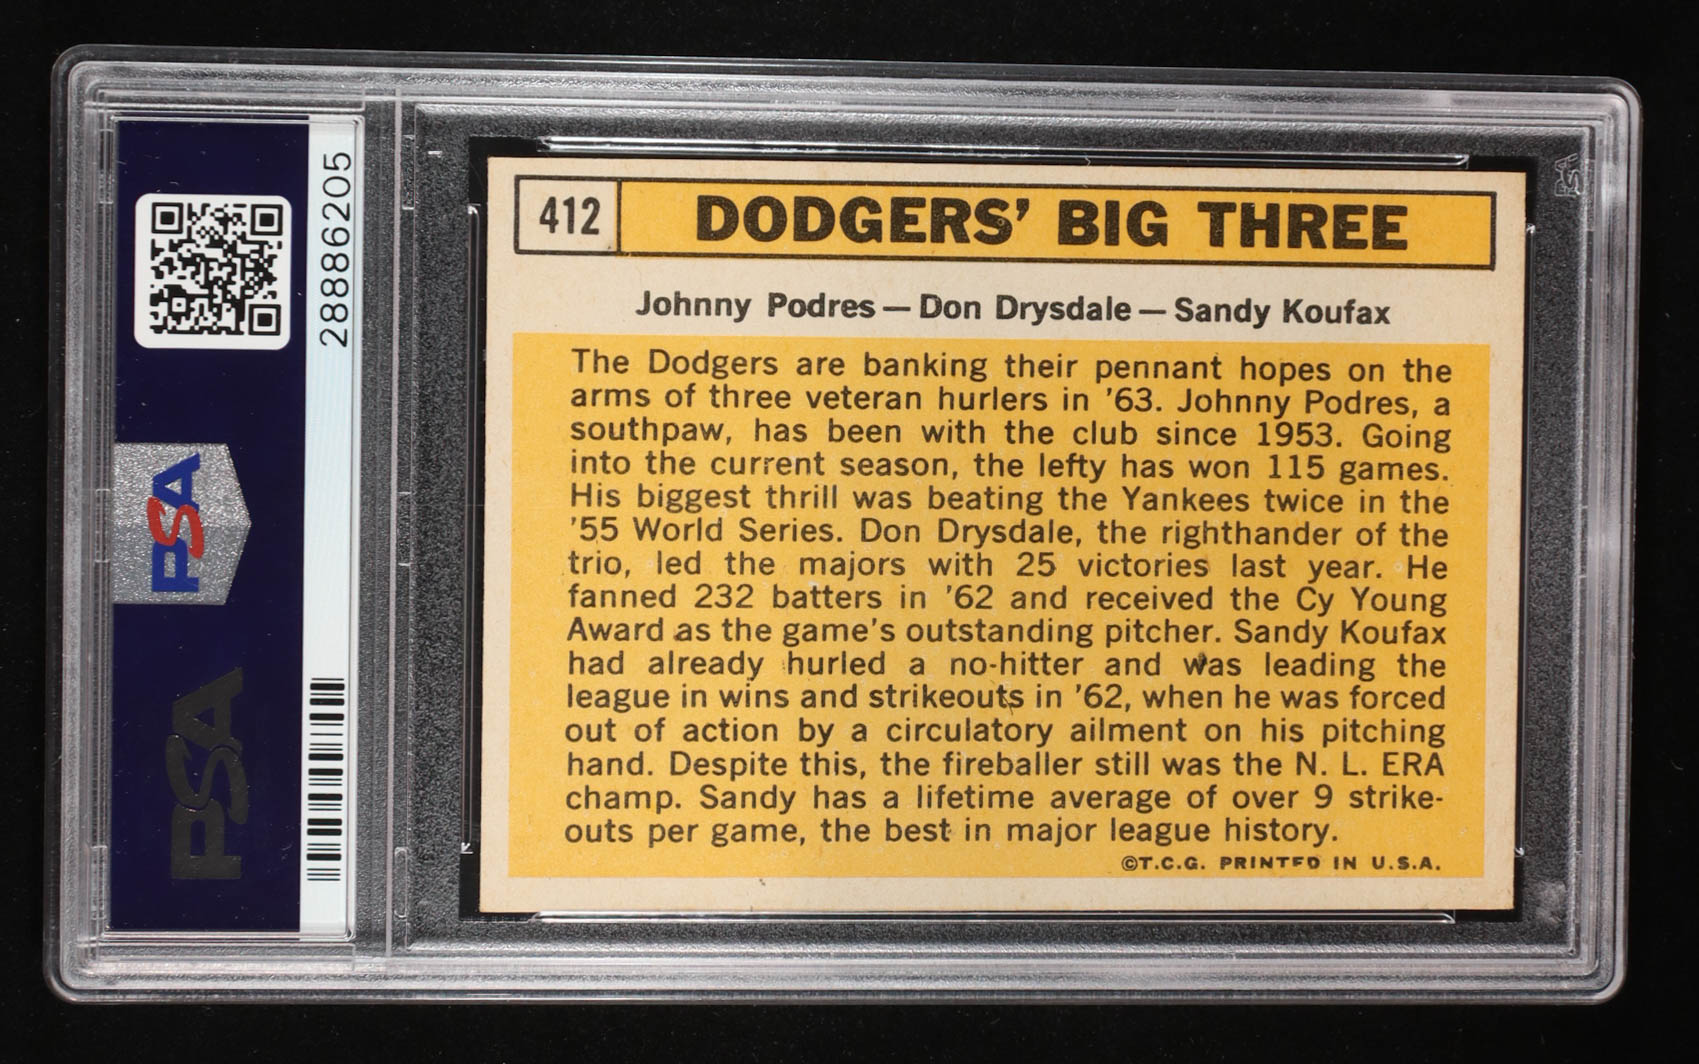 28886205
PSA
PSA
412
DODGERS' BIG THREE
Johnny Podres — Don Drysdale — Sandy Koufax
The Dodgers are banking their pennant hopes on the
arms of three veteran hurlers in '63. Johnny Podres, a
southpaw, has been with the club since 1953. Going
into the current season, the lefty has won 115 games.
His biggest thrill was beating the Yankees twice in the
'55 World Series. Don Drysdale, the righthander of the
trio, led the majors with 25 victories last year. He
fanned 232 batters in '62 and received the Cy Young
Award as the game's outstanding pitcher. Sandy Koufax
had already hurled a no-hitter and was leading the
league in wins and strikeouts in '62, when he was forced
out of action by a circulatory ailment on his pitching
hand. Despite this, the fireballer still was the N. L. ERA
champ. Sandy has a lifetime average of over 9 strike-
outs per game, the best in major league history.
©T.C.G. PRINTED IN U.S.A.
PSA